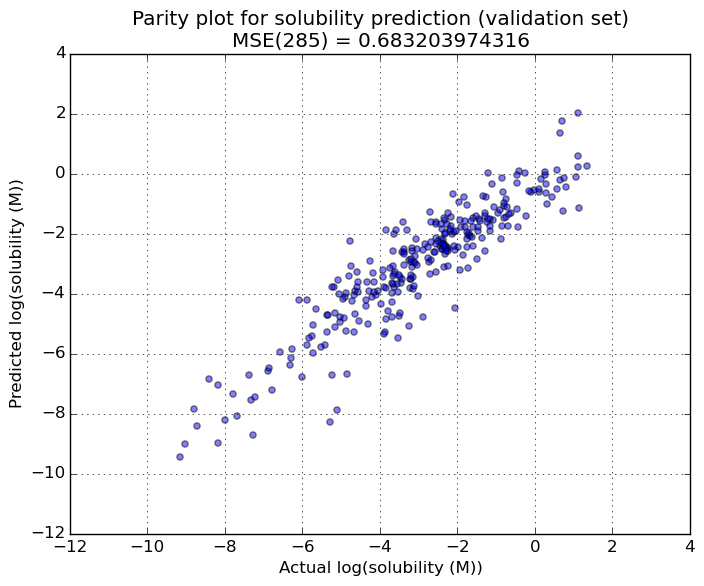 Parity plot for solubility prediction (validation set)
MSE(285) = 0.683203974316
4
2
0
−2
−4
−6
−8
−10
−12
Predicted log(solubility (M))
−12 −10 −8 −6 −4 −2 0 2 4
Actual log(solubility (M))